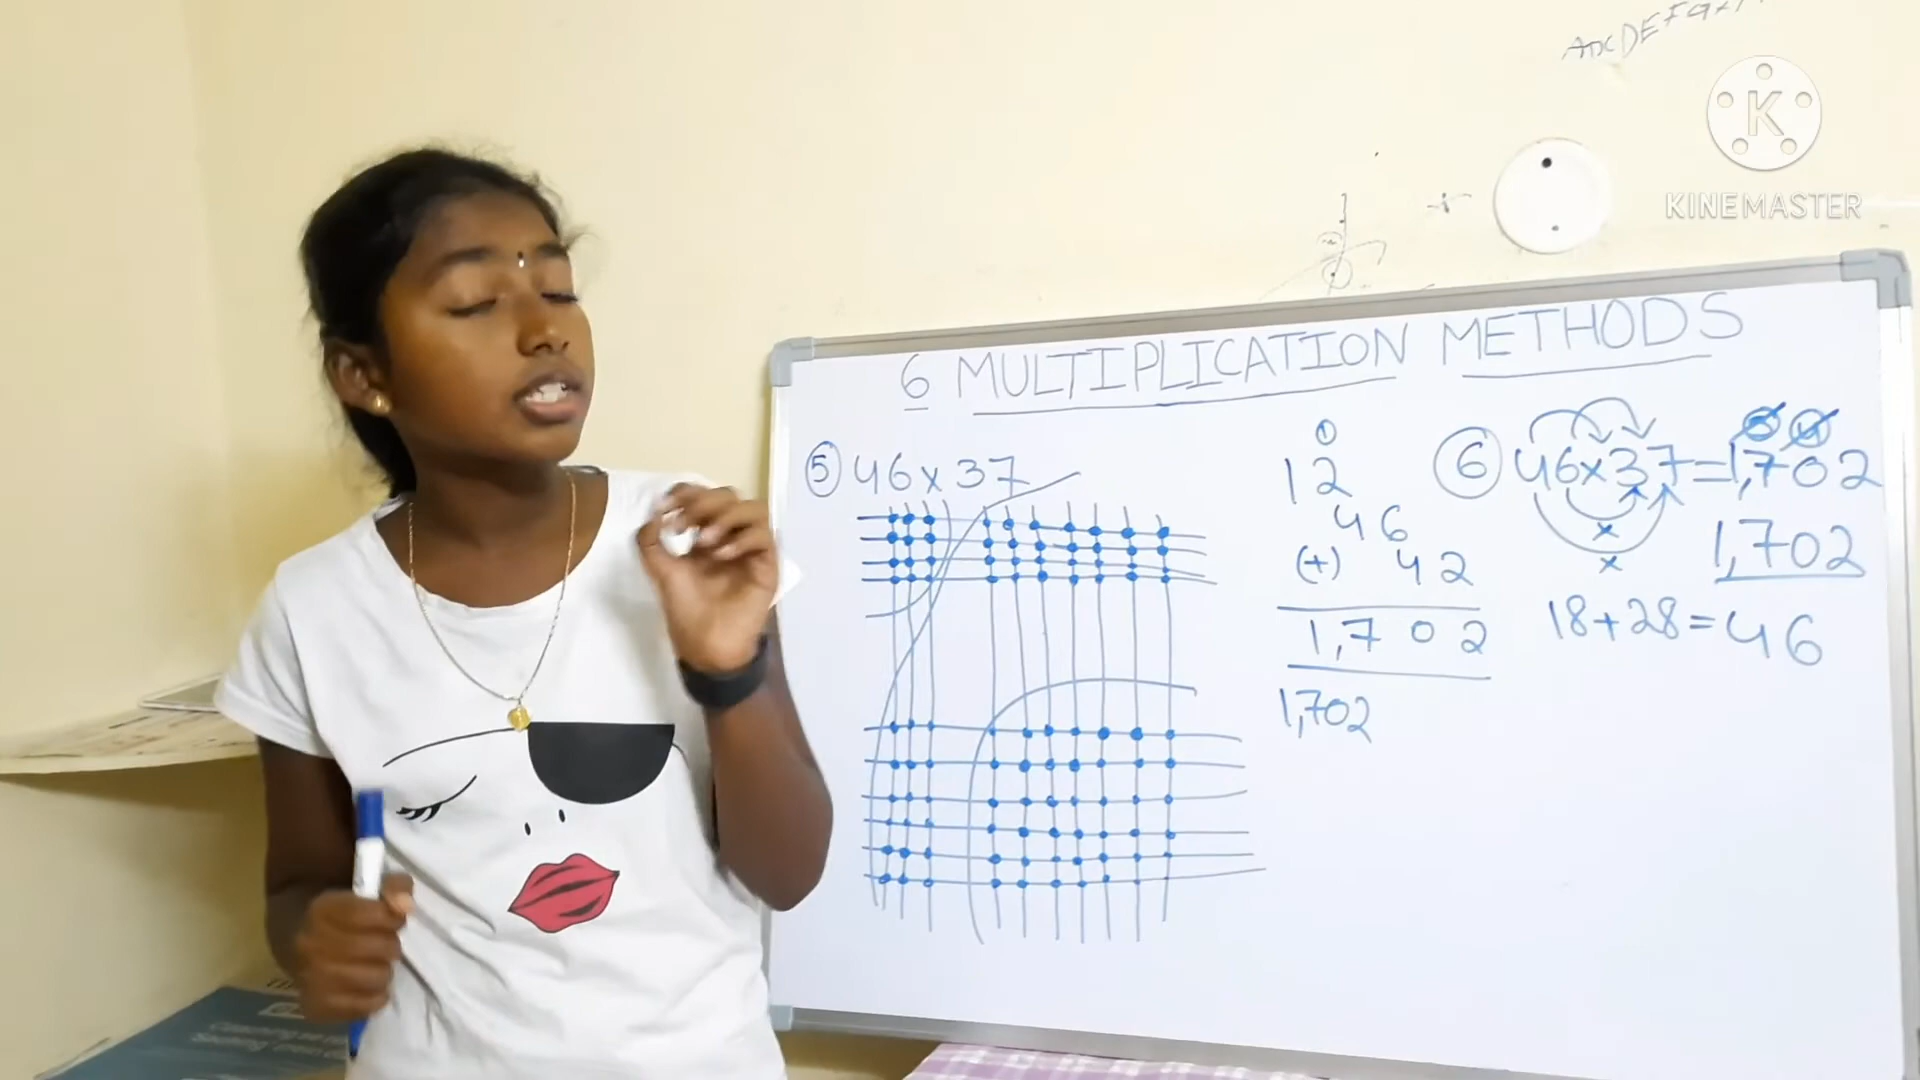 K
KINEMASTER
6 MULTIPLICATION METHODS
⑤ 46 x 37
①
12
46
(+) 42
1,702
1,702
⑥ 46x37=1,702
1,702
18+28=46